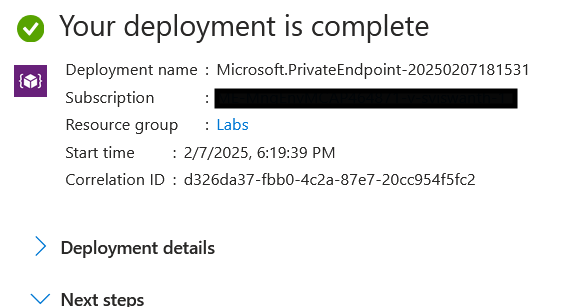 Your deployment is complete
Deployment name : Microsoft.PrivateEndpoint-20250207181531
Subscription :
Resource group : Labs
Start time : 2/7/2025, 6:19:39 PM
Correlation ID : d326da37-fbb0-4c2a-87e7-20cc954f5fc2
Deployment details
Next steps